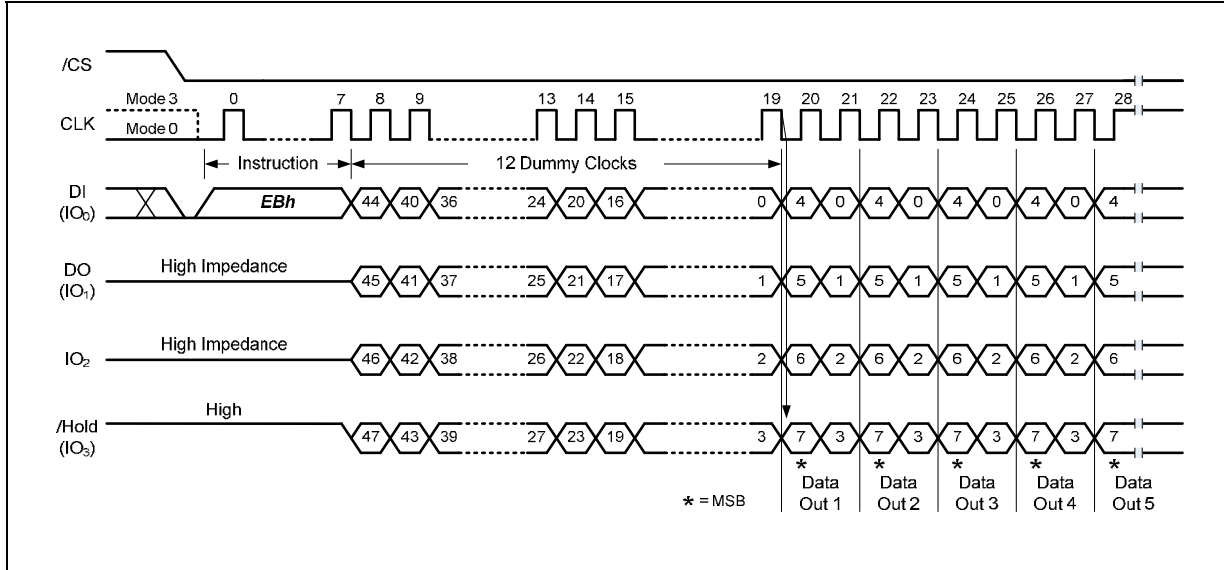 /CS
Mode 3
0 7 8 9 13 14 15 19 20 21 22 23 24 25 26 27 28
CLK
Mode 0
Instruction 12 Dummy Clocks
DI
(IO₀)
EBh 44 40 36 24 20 16 0 4 0 4 0 4 0 4 0 4
High Impedance
DO
(IO₁)
45 41 37 25 21 17 1 5 1 5 1 5 1 5 1 5
High Impedance
IO₂
46 42 38 26 22 18 2 6 2 6 2 6 2 6 2 6
High
/Hold
(IO₃)
47 43 39 27 23 19 3 7 3 7 3 7 3 7 3 7
* * * * *
* = MSB
Data Out 1
Data Out 2
Data Out 3
Data Out 4
Data Out 5